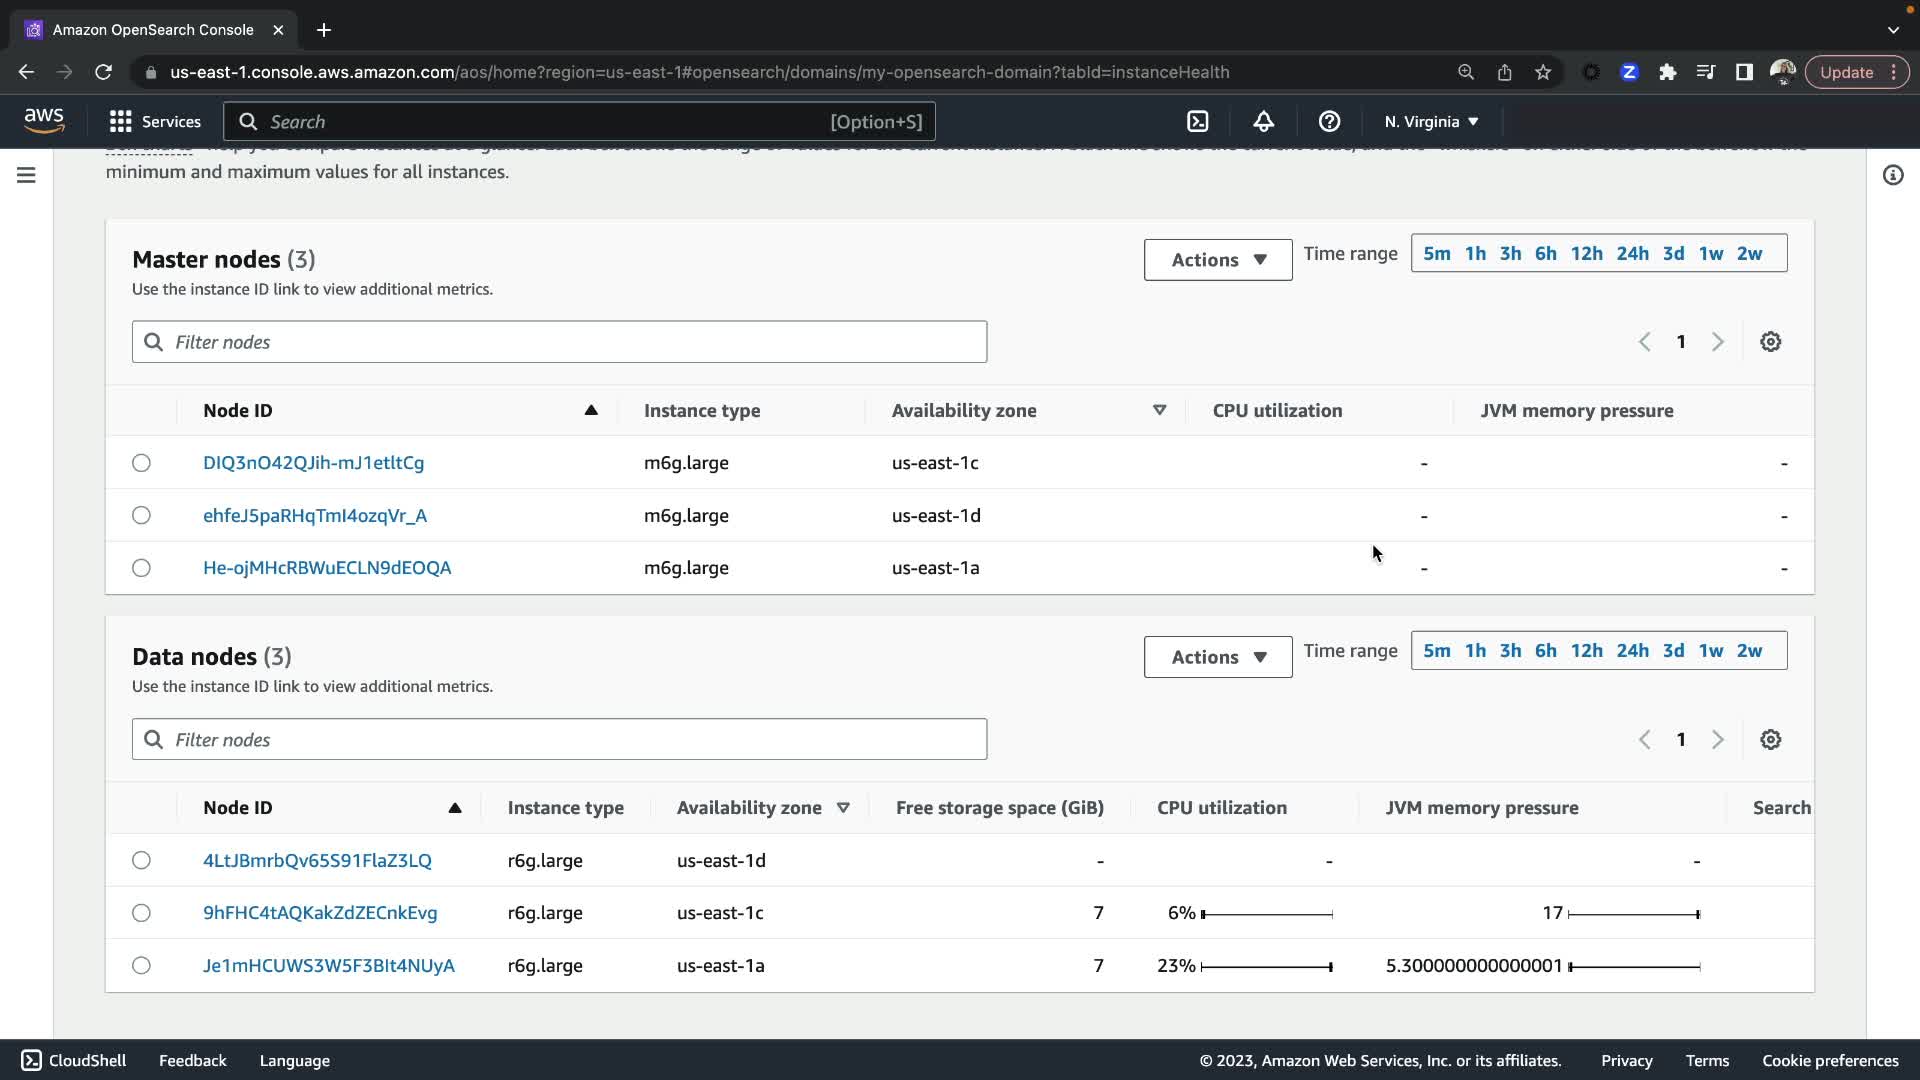 Amazon OpenSearch Console
us-east-1.console.aws.amazon.com/aos/home?region=us-east-1#opensearch/domains/my-opensearch-domain?tabId=instanceHealth
Update
aws
Services
Search
[Option+S]
N. Virginia
minimum and maximum values for all instances.
Master nodes (3)
Actions
Time range
5m 1h 3h 6h 12h 24h 3d 1w 2w
Use the instance ID link to view additional metrics.
Filter nodes
1
Node ID Instance type Availability zone CPU utilization JVM memory pressure
DIQ3nO42QJih-mJ1etltCg m6g.large us-east-1c - -
ehfeJ5paRHqTmI4ozqVr_A m6g.large us-east-1d - -
He-ojMHcRBWuECLN9dEOQA m6g.large us-east-1a - -
Data nodes (3)
Actions
Time range
5m 1h 3h 6h 12h 24h 3d 1w 2w
Use the instance ID link to view additional metrics.
Filter nodes
1
Node ID Instance type Availability zone Free storage space (GiB) CPU utilization JVM memory pressure Search
4LtJBmrbQv65S91FlaZ3LQ r6g.large us-east-1d - - -
9hFHC4tAQKakZdZECnkEvg r6g.large us-east-1c 7 6% 17
Je1mHCUWS3W5F3BIt4NUyA r6g.large us-east-1a 7 23% 5.300000000000001
CloudShell Feedback Language © 2023, Amazon Web Services, Inc. or its affiliates. Privacy Terms Cookie preferences